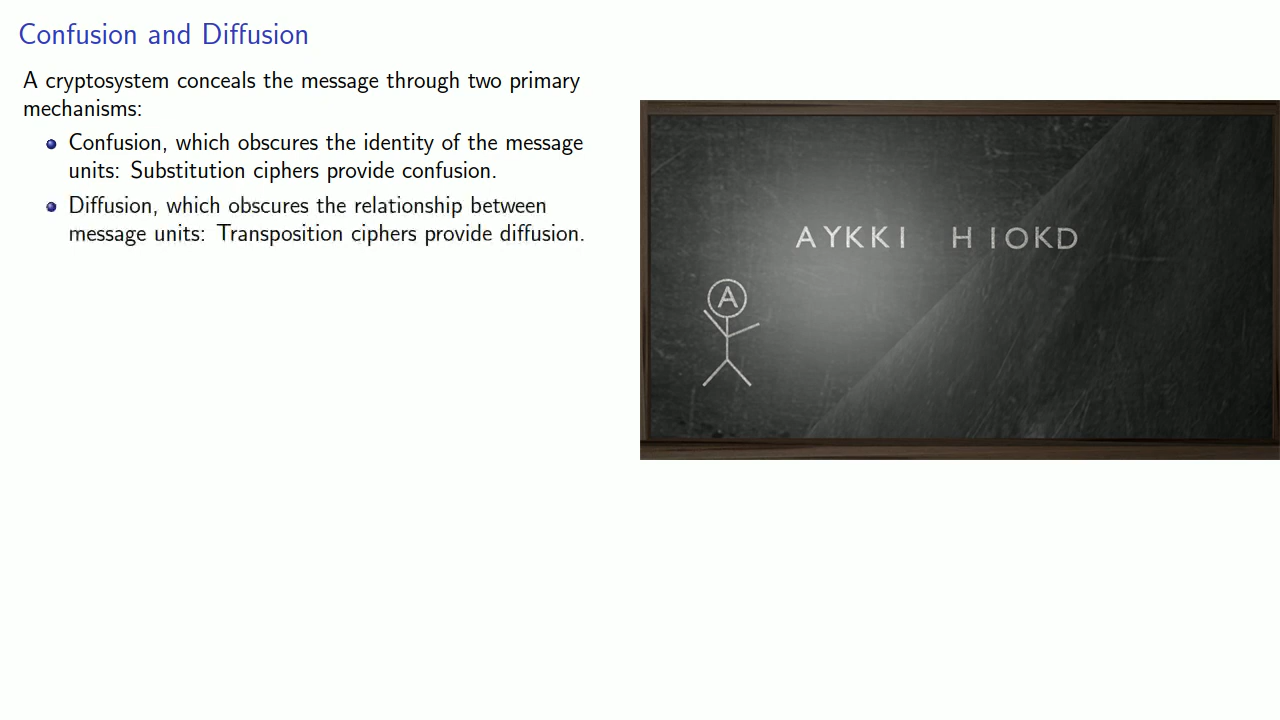 Confusion and Diffusion
A cryptosystem conceals the message through two primary
mechanisms:
Confusion, which obscures the identity of the message
units: Substitution ciphers provide confusion.
Diffusion, which obscures the relationship between
message units: Transposition ciphers provide diffusion.
AYKKI HIOKD
A